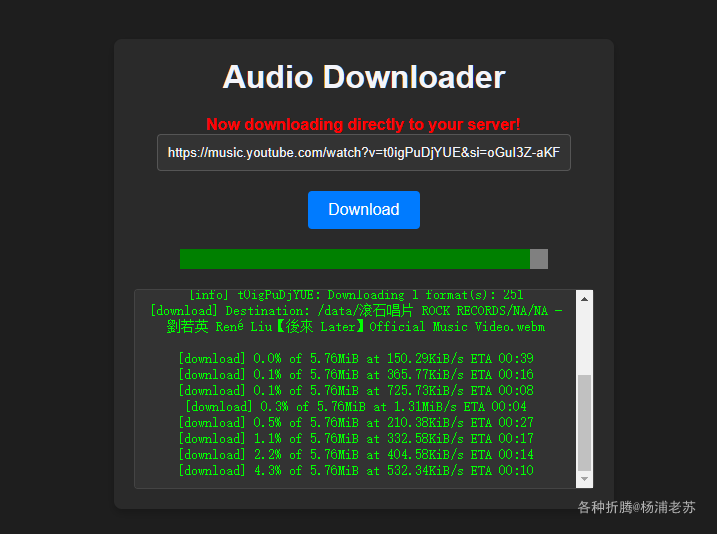 Audio Downloader
Now downloading directly to your server!
https://music.youtube.com/watch?v=t0igPuDjYUE&si=oGuI3Z-aKF
Download
[info] t0igPuDjYUE: Downloading 1 format(s): 251
[download] Destination: /data/滾石唱片 ROCK RECORDS/NA/NA -
劉若英 René Liu【後來 Later】Official Music Video.webm
[download] 0.0% of 5.76MiB at 150.29KiB/s ETA 00:39
[download] 0.1% of 5.76MiB at 365.77KiB/s ETA 00:16
[download] 0.1% of 5.76MiB at 725.73KiB/s ETA 00:08
[download] 0.3% of 5.76MiB at 1.31MiB/s ETA 00:04
[download] 0.5% of 5.76MiB at 210.38KiB/s ETA 00:27
[download] 1.1% of 5.76MiB at 332.58KiB/s ETA 00:17
[download] 2.2% of 5.76MiB at 404.58KiB/s ETA 00:14
[download] 4.3% of 5.76MiB at 532.34KiB/s ETA 00:10
各种折腾@杨浦老苏